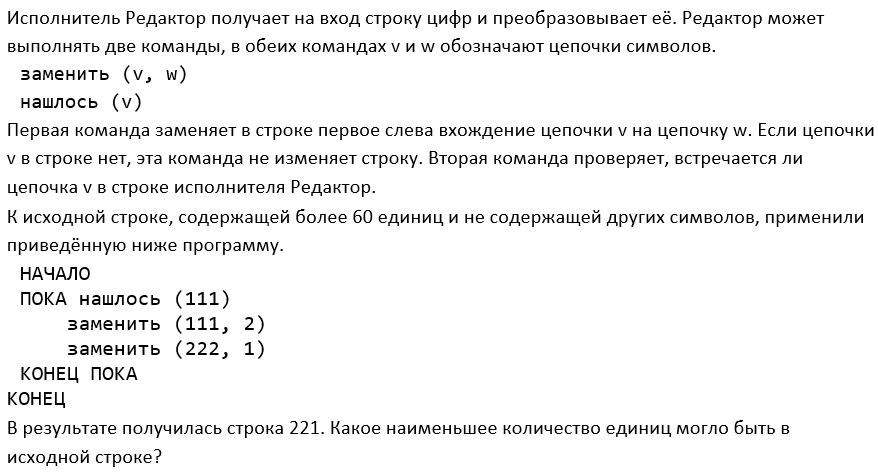 Исполнитель Редактор получает на вход строку цифр и преобразовывает её. Редактор может
выполнять две команды, в обеих командах v и w обозначают цепочки символов.
заменить (v, w)
нашлось (v)
Первая команда заменяет в строке первое слева вхождение цепочки v на цепочку w. Если цепочки
v в строке нет, эта команда не изменяет строку. Вторая команда проверяет, встречается ли
цепочка v в строке исполнителя Редактор.
К исходной строке, содержащей более 60 единиц и не содержащей других символов, применили
приведённую ниже программу.
НАЧАЛО
ПОКА нашлось (111)
заменить (111, 2)
заменить (222, 1)
КОНЕЦ ПОКА
КОНЕЦ
В результате получилась строка 221. Какое наименьшее количество единиц могло быть в
исходной строке?